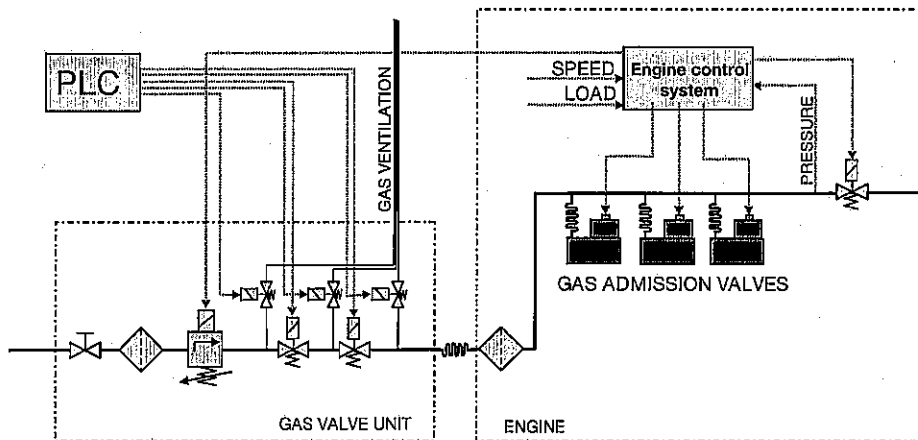 PLC
SPEED
LOAD
Engine control
system
GAS VENTILATION
PRESSURE
GAS ADMISSION VALVES
GAS VALVE UNIT
ENGINE